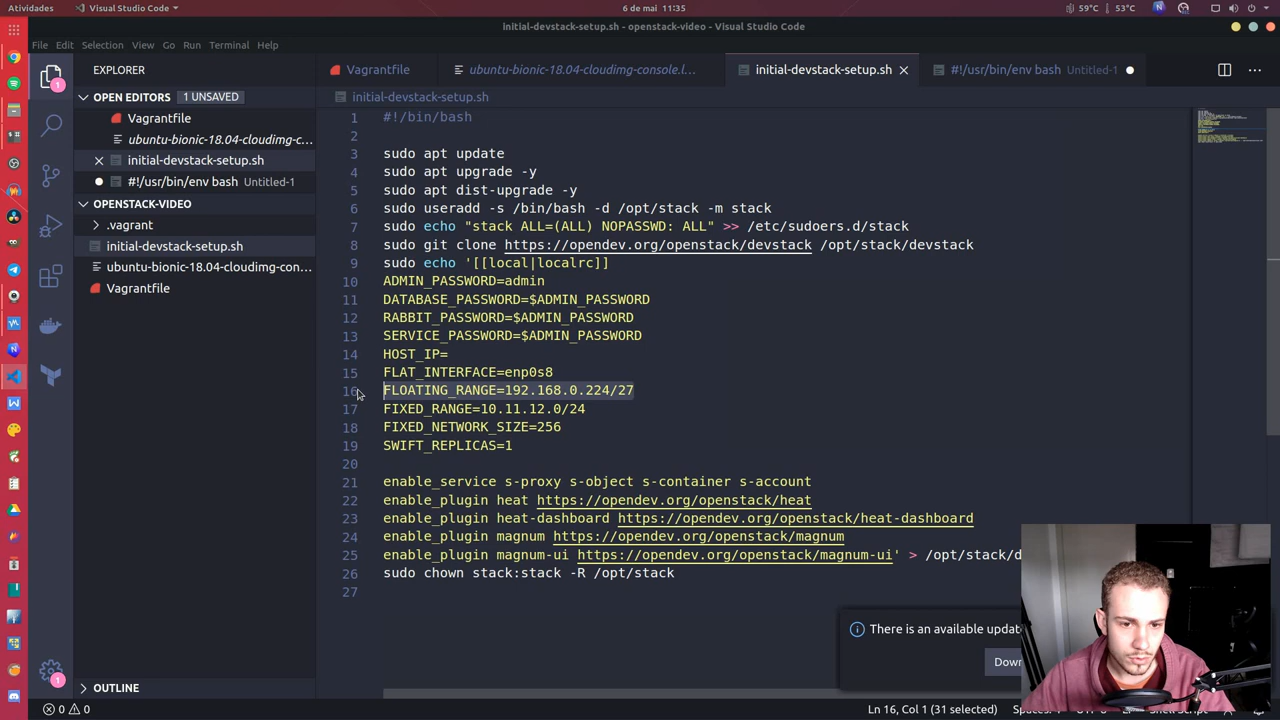 Atividades
Visual Studio Code
6 de mai 11:35
59°C
53°C
initial-devstack-setup.sh - openstack-video - Visual Studio Code
File Edit Selection View Go Run Terminal Help
EXPLORER
Vagrantfile
ubuntu-bionic-18.04-cloudimg-console.l...
initial-devstack-setup.sh
#!/usr/bin/env bash Untitled-1
OPEN EDITORS 1 UNSAVED
Vagrantfile
ubuntu-bionic-18.04-cloudimg-c...
initial-devstack-setup.sh
#!/usr/bin/env bash Untitled-1
OPENSTACK-VIDEO
.vagrant
initial-devstack-setup.sh
ubuntu-bionic-18.04-cloudimg-con...
Vagrantfile
OUTLINE
initial-devstack-setup.sh
1 #!/bin/bash
2
3 sudo apt update
4 sudo apt upgrade -y
5 sudo apt dist-upgrade -y
6 sudo useradd -s /bin/bash -d /opt/stack -m stack
7 sudo echo "stack ALL=(ALL) NOPASSWD: ALL" >> /etc/sudoers.d/stack
8 sudo git clone https://opendev.org/openstack/devstack /opt/stack/devstack
9 sudo echo '[[local|localrc]]
10 ADMIN_PASSWORD=admin
11 DATABASE_PASSWORD=$ADMIN_PASSWORD
12 RABBIT_PASSWORD=$ADMIN_PASSWORD
13 SERVICE_PASSWORD=$ADMIN_PASSWORD
14 HOST_IP=
15 FLAT_INTERFACE=enp0s8
16 FLOATING_RANGE=192.168.0.224/27
17 FIXED_RANGE=10.11.12.0/24
18 FIXED_NETWORK_SIZE=256
19 SWIFT_REPLICAS=1
20
21 enable_service s-proxy s-object s-container s-account
22 enable_plugin heat https://opendev.org/openstack/heat
23 enable_plugin heat-dashboard https://opendev.org/openstack/heat-dashboard
24 enable_plugin magnum https://opendev.org/openstack/magnum
25 enable_plugin magnum-ui https://opendev.org/openstack/magnum-ui' > /opt/stack/d
26 sudo chown stack:stack -R /opt/stack
27
There is an available
0 0
Ln 16, Col 1 (31 selected)